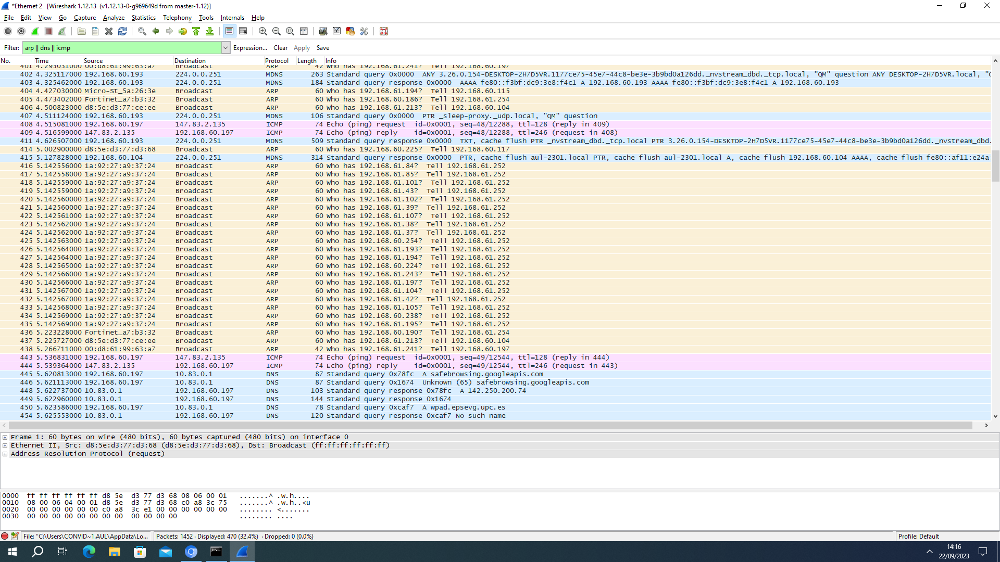 *Ethernet 2   [Wireshark 1.12.13  (v1.12.13-0-g969649d from master-1.12)]
File  Edit  View  Go  Capture  Analyze  Statistics  Telephony  Tools  Internals  Help
Filter: arp || dns || icmp  Expression...  Clear  Apply  Save
No.  Time  Source  Destination  Protocol  Length  Info
401 4.293031000 00:d8:61:99:63:a7 Broadcast ARP 42 Who has 192.168.61.241?  Tell 192.168.60.197
402 4.325117000 192.168.60.193 224.0.0.251 MDNS 263 Standard query 0x0000  ANY 3.26.0.154-DESKTOP-2H7D5VR.1177ce75-45e7-44c8-be3e-3b9bd0a126dd._nvstream_dbd._tcp.local, "QM" question ANY DESKTOP-2H7D5VR.local,
403 4.325462000 192.168.60.193 224.0.0.251 MDNS 184 Standard query response 0x0000  AAAA fe80::f3bf:dc9:3e8:f4c1 A 192.168.60.193 AAAA fe80::f3bf:dc9:3e8:f4c1 A 192.168.60.193
404 4.427030000 Micro-St_5a:26:3e Broadcast ARP 60 Who has 192.168.61.194?  Tell 192.168.60.115
405 4.473402000 Fortinet_a7:b3:32 Broadcast ARP 60 Who has 192.168.60.186?  Tell 192.168.61.254
406 4.500823000 d8:5e:d3:77:ce:ee Broadcast ARP 60 Who has 192.168.61.213?  Tell 192.168.60.104
407 4.511124000 192.168.60.193 224.0.0.251 MDNS 106 Standard query 0x0000  PTR _sleep-proxy._udp.local, "QM" question
408 4.515081000 192.168.60.197 147.83.2.135 ICMP 74 Echo (ping) request  id=0x0001, seq=48/12288, ttl=128 (reply in 409)
409 4.516599000 147.83.2.135 192.168.60.197 ICMP 74 Echo (ping) reply    id=0x0001, seq=48/12288, ttl=246 (request in 408)
411 4.626507000 192.168.60.193 224.0.0.251 MDNS 509 Standard query response 0x0000  TXT, cache flush PTR _nvstream_dbd._tcp.local PTR 3.26.0.154-DESKTOP-2H7D5VR.1177ce75-45e7-44c8-be3e-3b9bd0a126dd._nvstream_dbd.
414 5.002900000 d8:5e:d3:77:d3:68 Broadcast ARP 60 Who has 192.168.60.225?  Tell 192.168.60.117
415 5.127828000 192.168.60.104 224.0.0.251 MDNS 314 Standard query response 0x0000  PTR, cache flush aul-2301.local PTR, cache flush aul-2301.local A, cache flush 192.168.60.104 AAAA, cache flush fe80::af11:e24a
416 5.142556000 1a:92:27:a9:37:24 Broadcast ARP 60 Who has 192.168.61.84?  Tell 192.168.61.252
417 5.142558000 1a:92:27:a9:37:24 Broadcast ARP 60 Who has 192.168.61.85?  Tell 192.168.61.252
418 5.142559000 1a:92:27:a9:37:24 Broadcast ARP 60 Who has 192.168.61.101?  Tell 192.168.61.252
419 5.142559000 1a:92:27:a9:37:24 Broadcast ARP 60 Who has 192.168.61.43?  Tell 192.168.61.252
420 5.142560000 1a:92:27:a9:37:24 Broadcast ARP 60 Who has 192.168.61.102?  Tell 192.168.61.252
421 5.142560000 1a:92:27:a9:37:24 Broadcast ARP 60 Who has 192.168.61.39?  Tell 192.168.61.252
422 5.142561000 1a:92:27:a9:37:24 Broadcast ARP 60 Who has 192.168.61.107?  Tell 192.168.61.252
423 5.142562000 1a:92:27:a9:37:24 Broadcast ARP 60 Who has 192.168.61.38?  Tell 192.168.61.252
424 5.142562000 1a:92:27:a9:37:24 Broadcast ARP 60 Who has 192.168.61.37?  Tell 192.168.61.252
425 5.142563000 1a:92:27:a9:37:24 Broadcast ARP 60 Who has 192.168.60.254?  Tell 192.168.61.252
426 5.142564000 1a:92:27:a9:37:24 Broadcast ARP 60 Who has 192.168.61.193?  Tell 192.168.61.252
427 5.142564000 1a:92:27:a9:37:24 Broadcast ARP 60 Who has 192.168.61.194?  Tell 192.168.61.252
428 5.142565000 1a:92:27:a9:37:24 Broadcast ARP 60 Who has 192.168.60.224?  Tell 192.168.61.252
429 5.142566000 1a:92:27:a9:37:24 Broadcast ARP 60 Who has 192.168.61.243?  Tell 192.168.61.252
430 5.142566000 1a:92:27:a9:37:24 Broadcast ARP 60 Who has 192.168.61.197?  Tell 192.168.61.252
431 5.142567000 1a:92:27:a9:37:24 Broadcast ARP 60 Who has 192.168.61.104?  Tell 192.168.61.252
432 5.142567000 1a:92:27:a9:37:24 Broadcast ARP 60 Who has 192.168.61.42?  Tell 192.168.61.252
433 5.142568000 1a:92:27:a9:37:24 Broadcast ARP 60 Who has 192.168.61.105?  Tell 192.168.61.252
434 5.142569000 1a:92:27:a9:37:24 Broadcast ARP 60 Who has 192.168.60.238?  Tell 192.168.61.252
435 5.142569000 1a:92:27:a9:37:24 Broadcast ARP 60 Who has 192.168.61.195?  Tell 192.168.61.252
436 5.223228000 Fortinet_a7:b3:32 Broadcast ARP 60 Who has 192.168.60.190?  Tell 192.168.61.254
437 5.225727000 d8:5e:d3:77:ce:ee Broadcast ARP 60 Who has 192.168.61.213?  Tell 192.168.60.104
438 5.266711000 00:d8:61:99:63:a7 Broadcast ARP 42 Who has 192.168.61.241?  Tell 192.168.60.197
443 5.536831000 192.168.60.197 147.83.2.135 ICMP 74 Echo (ping) request  id=0x0001, seq=49/12544, ttl=128 (reply in 444)
444 5.539364000 147.83.2.135 192.168.60.197 ICMP 74 Echo (ping) reply    id=0x0001, seq=49/12544, ttl=246 (request in 443)
445 5.620813000 192.168.60.197 10.83.0.1 DNS 87 Standard query 0x78fc  A safebrowsing.googleapis.com
446 5.621113000 192.168.60.197 10.83.0.1 DNS 87 Standard query 0x1674  Unknown (65) safebrowsing.googleapis.com
448 5.622737000 10.83.0.1 192.168.60.197 DNS 103 Standard query response 0x78fc  A 142.250.200.74
449 5.622960000 10.83.0.1 192.168.60.197 DNS 144 Standard query response 0x1674
450 5.623586000 192.168.60.197 10.83.0.1 DNS 78 Standard query 0xcaf7  A wpad.epsevg.upc.es
454 5.625553000 10.83.0.1 192.168.60.197 DNS 120 Standard query response 0xcaf7 No such name
Frame 1: 60 bytes on wire (480 bits), 60 bytes captured (480 bits) on interface 0
Ethernet II, Src: d8:5e:d3:77:d3:68 (d8:5e:d3:77:d3:68), Dst: Broadcast (ff:ff:ff:ff:ff:ff)
Address Resolution Protocol (request)
0000  ff ff ff ff ff ff d8 5e  d3 77 d3 68 08 06 00 01   .......^ .w.h....
0010  08 00 06 04 00 01 d8 5e  d3 77 d3 68 c0 a8 3c 75   .......^ .w.h..<u
0020  00 00 00 00 00 00 c0 a8  3c e1 00 00 00 00 00 00   ........ <.......
0030  00 00 00 00 00 00 00 00  00 00 00 00   ........ ....
File: "C:\Users\CONVID~1.AUL\AppData\Lo...  Packets: 1452 · Displayed: 470 (32.4%)  · Dropped: 0 (0.0%)  Profile: Default
14:16
22/09/2023